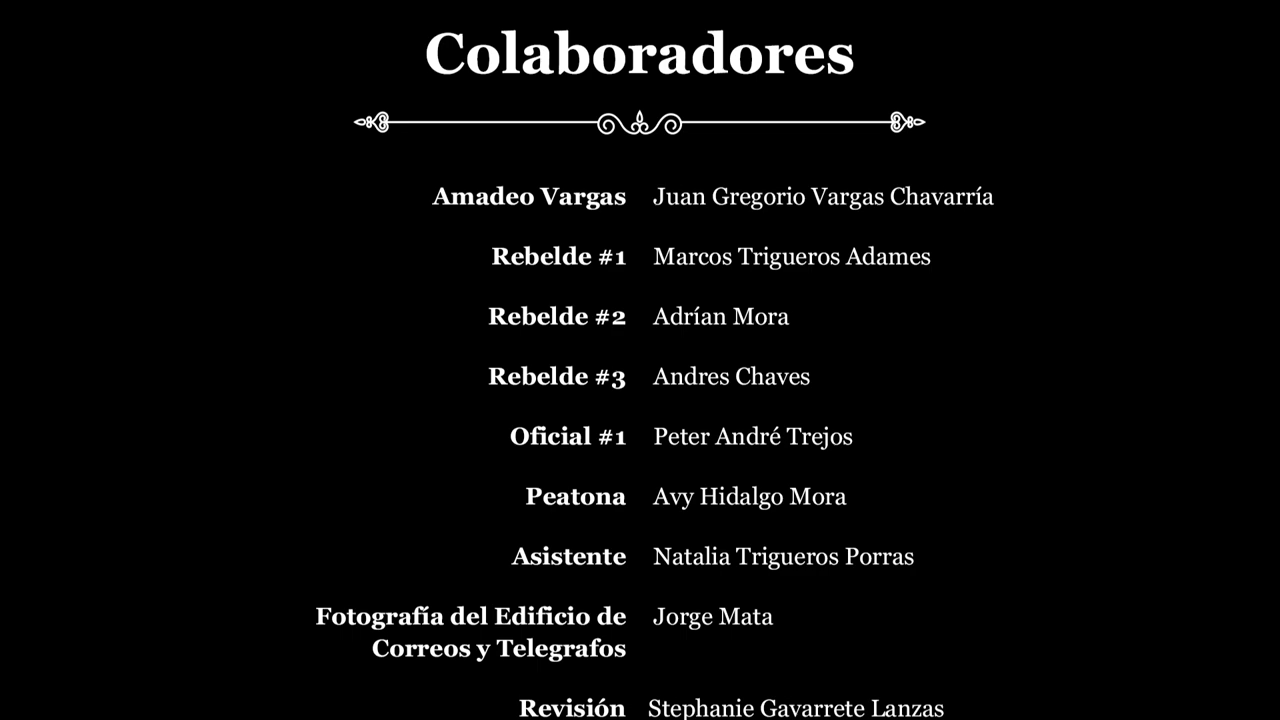 Colaboradores
Amadeo Vargas Juan Gregorio Vargas Chavarría
Rebelde #1 Marcos Trigueros Adames
Rebelde #2 Adrían Mora
Rebelde #3 Andres Chaves
Oficial #1 Peter André Trejos
Peatona Avy Hidalgo Mora
Asistente Natalia Trigueros Porras
Fotografía del Edificio de Jorge Mata
Correos y Telegrafos
Revisión Stephanie Gavarrete Lanzas